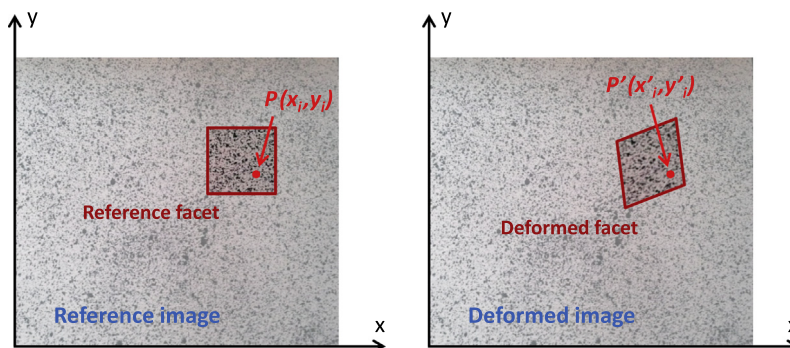 y
P(xi,yi)
Reference facet
Reference image
x
y
P'(x'i,y'i)
Deformed facet
Deformed image
x